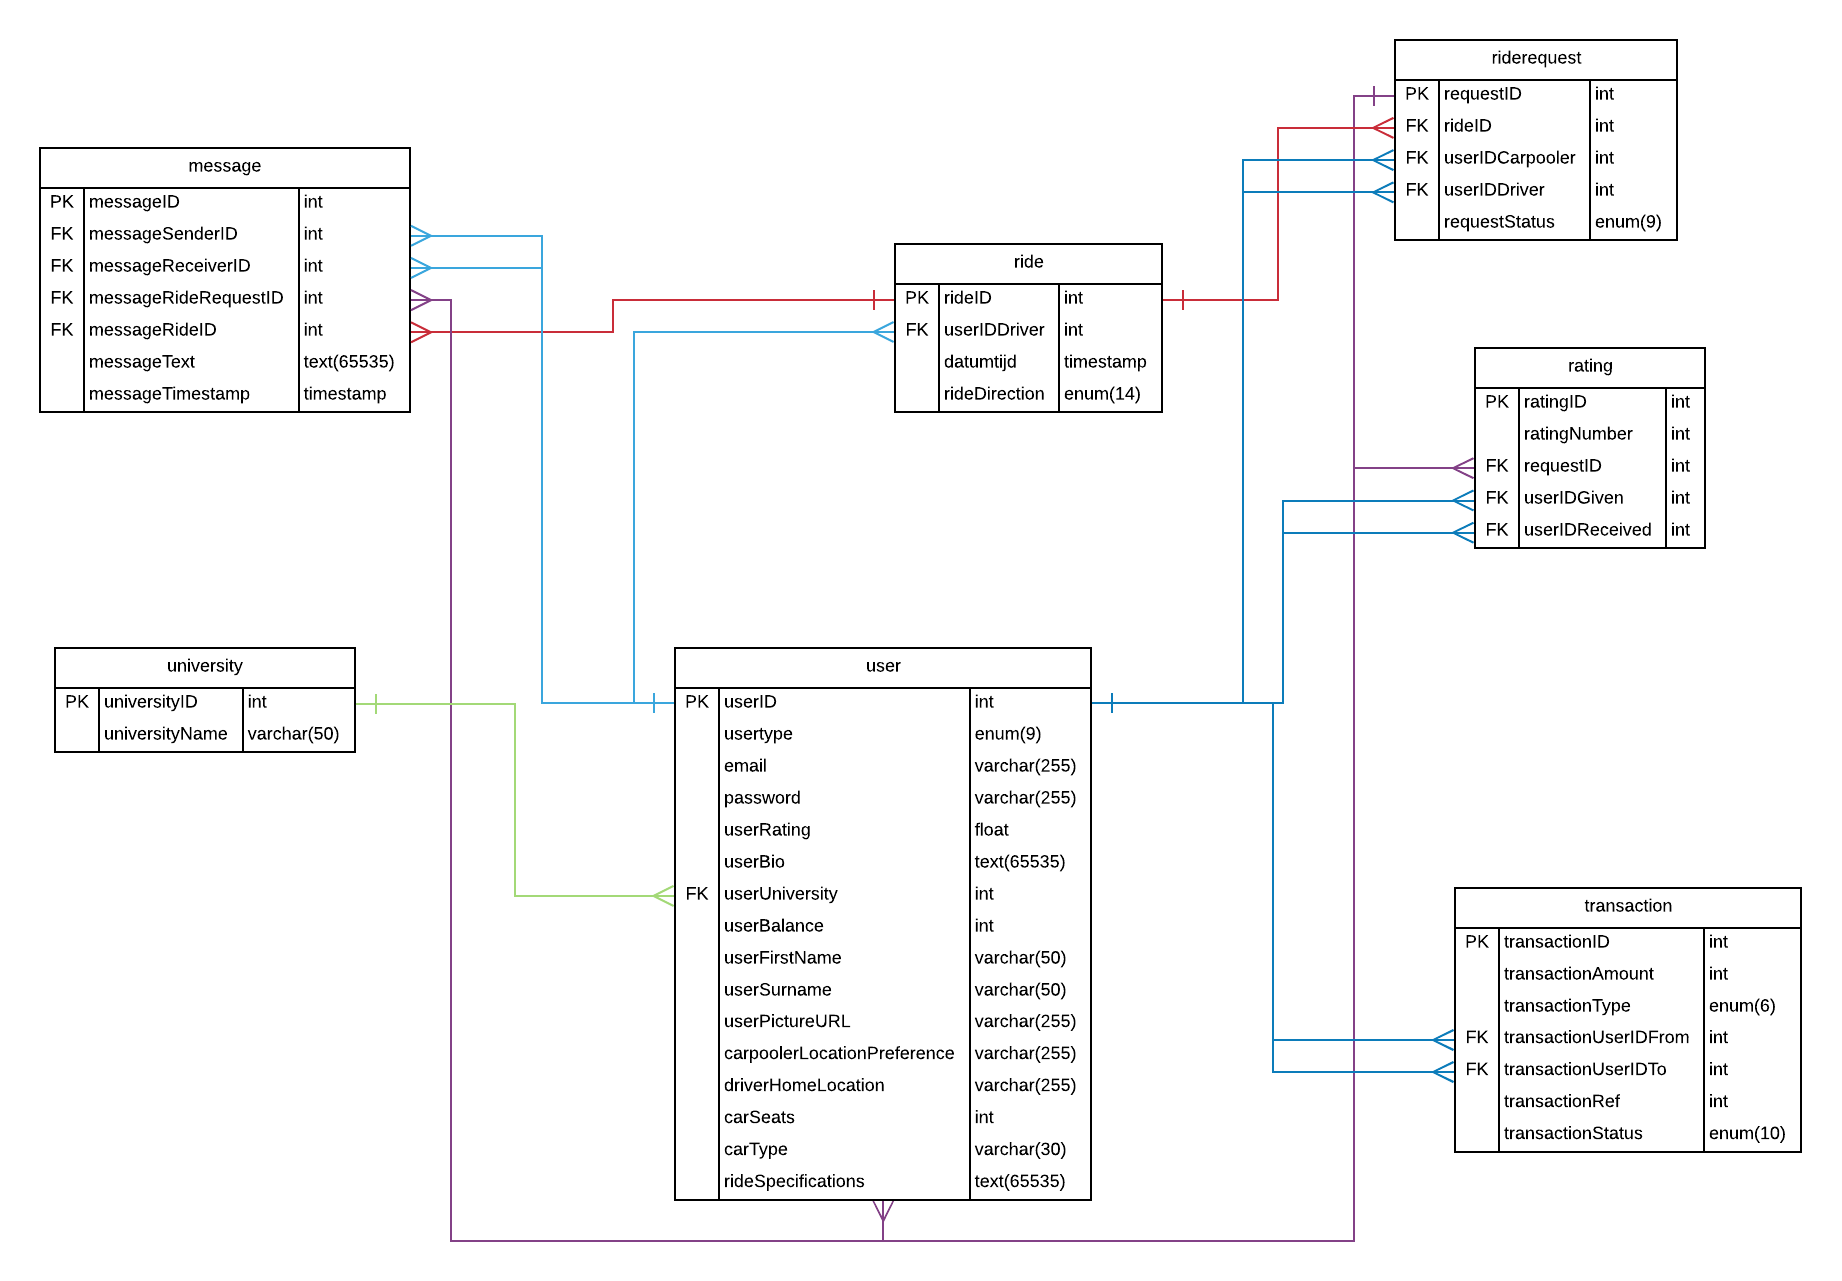 riderequest
PK requestID int
FK rideID int
FK userIDCarpooler int
FK userIDDriver int
requestStatus enum(9)
message
PK messageID int
FK messageSenderID int
FK messageReceiverID int
FK messageRideRequestID int
FK messageRideID int
messageText text(65535)
messageTimestamp timestamp
ride
PK rideID int
FK userIDDriver int
datumtijd timestamp
rideDirection enum(14)
rating
PK ratingID int
ratingNumber int
FK requestID int
FK userIDGiven int
FK userIDReceived int
university
PK universityID int
universityName varchar(50)
user
PK userID int
usertype enum(9)
email varchar(255)
password varchar(255)
userRating float
userBio text(65535)
FK userUniversity int
userBalance int
userFirstName varchar(50)
userSurname varchar(50)
userPictureURL varchar(255)
carpoolerLocationPreference varchar(255)
driverHomeLocation varchar(255)
carSeats int
carType varchar(30)
rideSpecifications text(65535)
transaction
PK transactionID int
transactionAmount int
transactionType enum(6)
FK transactionUserIDFrom int
FK transactionUserIDTo int
transactionRef int
transactionStatus enum(10)